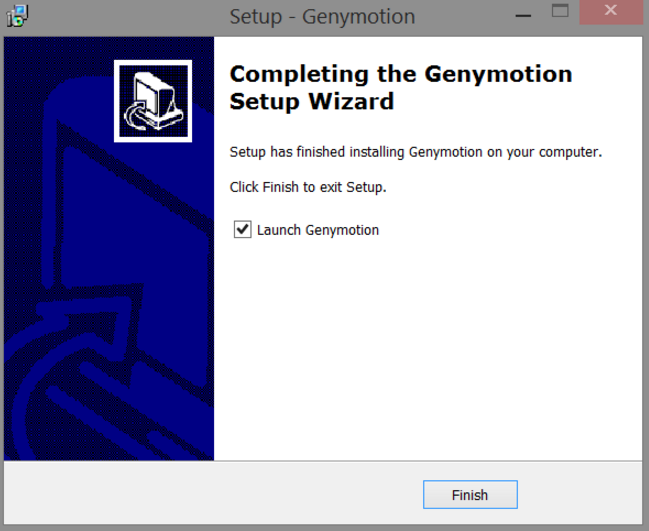 Setup - Genymotion
Completing the Genymotion
Setup Wizard
Setup has finished installing Genymotion on your computer.
Click Finish to exit Setup.
Launch Genymotion
Finish